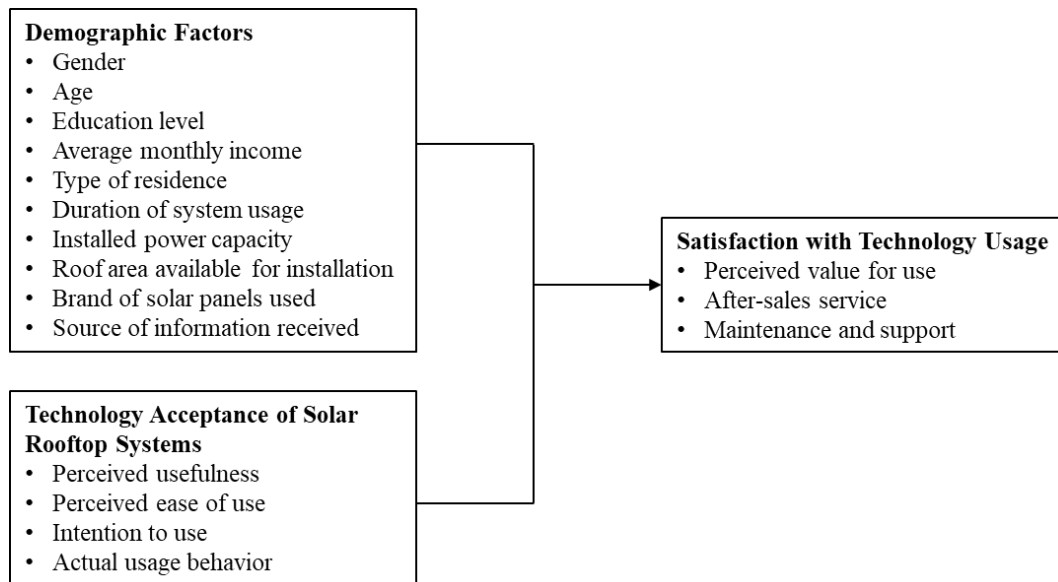 Demographic Factors
• Gender
• Age
• Education level
• Average monthly income
• Type of residence
• Duration of system usage
• Installed power capacity
• Roof area available for installation
• Brand of solar panels used
• Source of information received
Technology Acceptance of Solar
Rooftop Systems
• Perceived usefulness
• Perceived ease of use
• Intention to use
• Actual usage behavior
Satisfaction with Technology Usage
• Perceived value for use
• After-sales service
• Maintenance and support